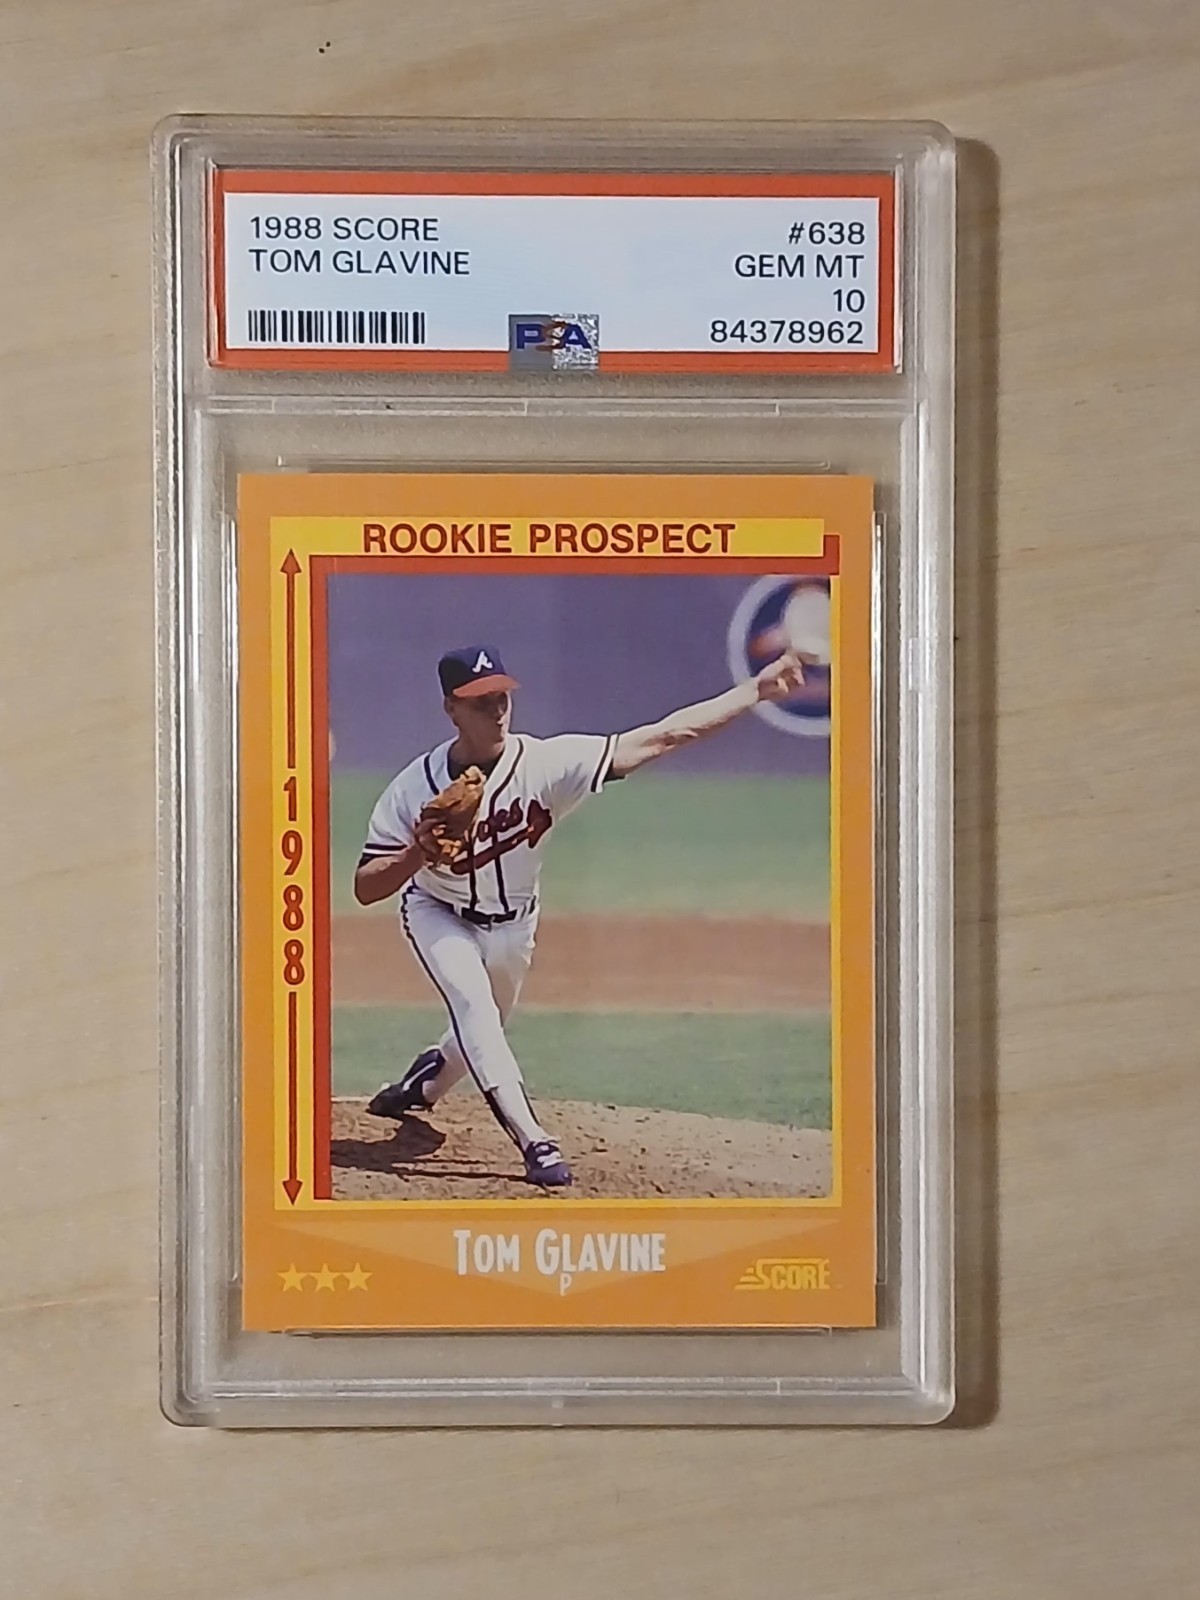 1988 SCORE #638
TOM GLAVINE GEM MT
10
PSA 84378962
ROOKIE PROSPECT
1988
A
TOM GLAVINE
P
SCORE